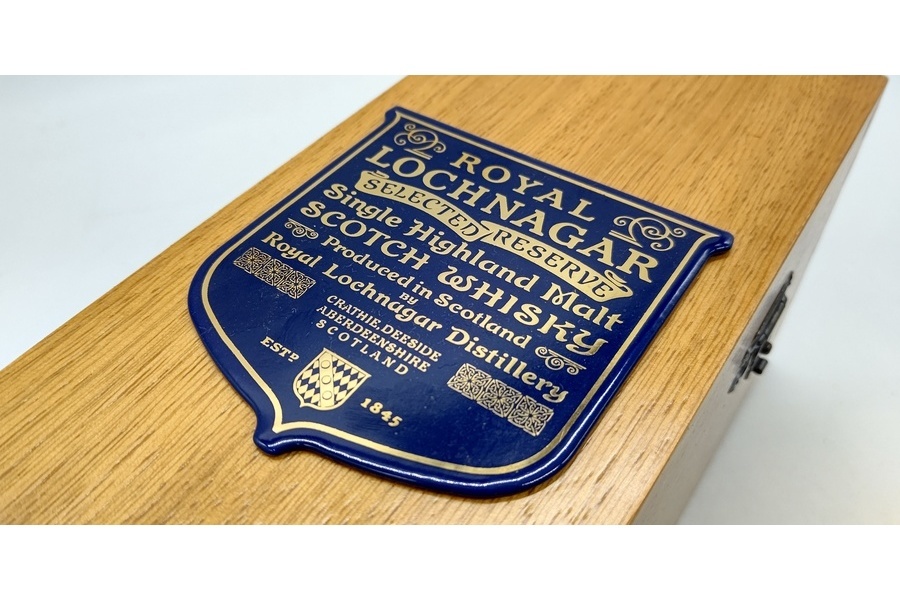 ROYAL
LOCHNAGAR
SELECTED RESERVE
Single Highland Malt
SCOTCH WHISKY
Produced in Scotland
BY
Royal Lochnagar Distillery
CRATHIE, DEESIDE
ABERDEENSHIRE
SCOTLAND
ESTD 1845